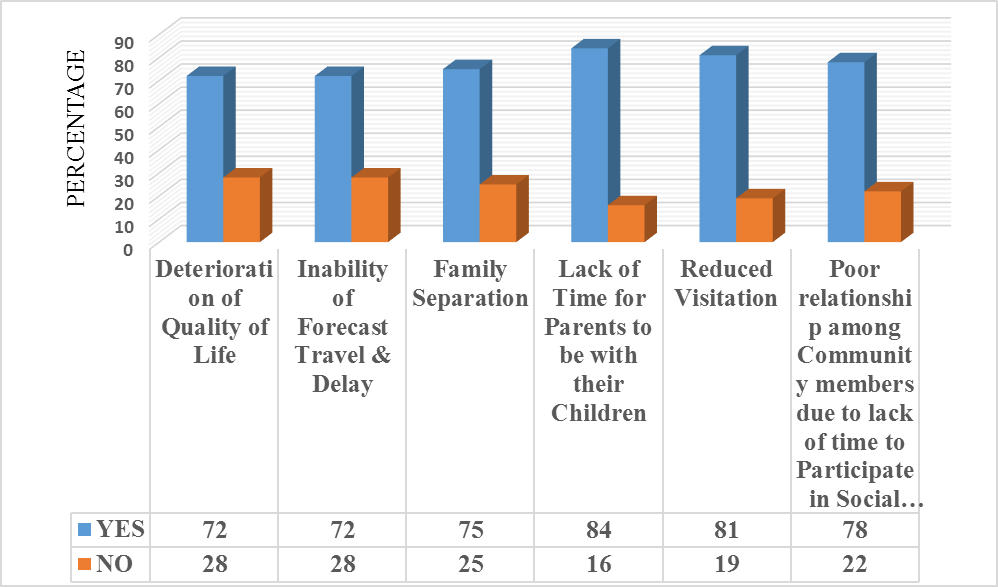 PERCENTAGE
90
80
70
60
50
40
30
20
10
0
Deteriorati
on of
Quality of
Life
Inability
of
Forecast
Travel &
Delay
Family
Separation
Lack of
Time for
Parents to
be with
their
Children
Reduced
Visitation
Poor
relationshi
p among
Communit
y members
due to lack
of time to
Participate
in Social…
YES 72 72 75 84 81 78
NO 28 28 25 16 19 22